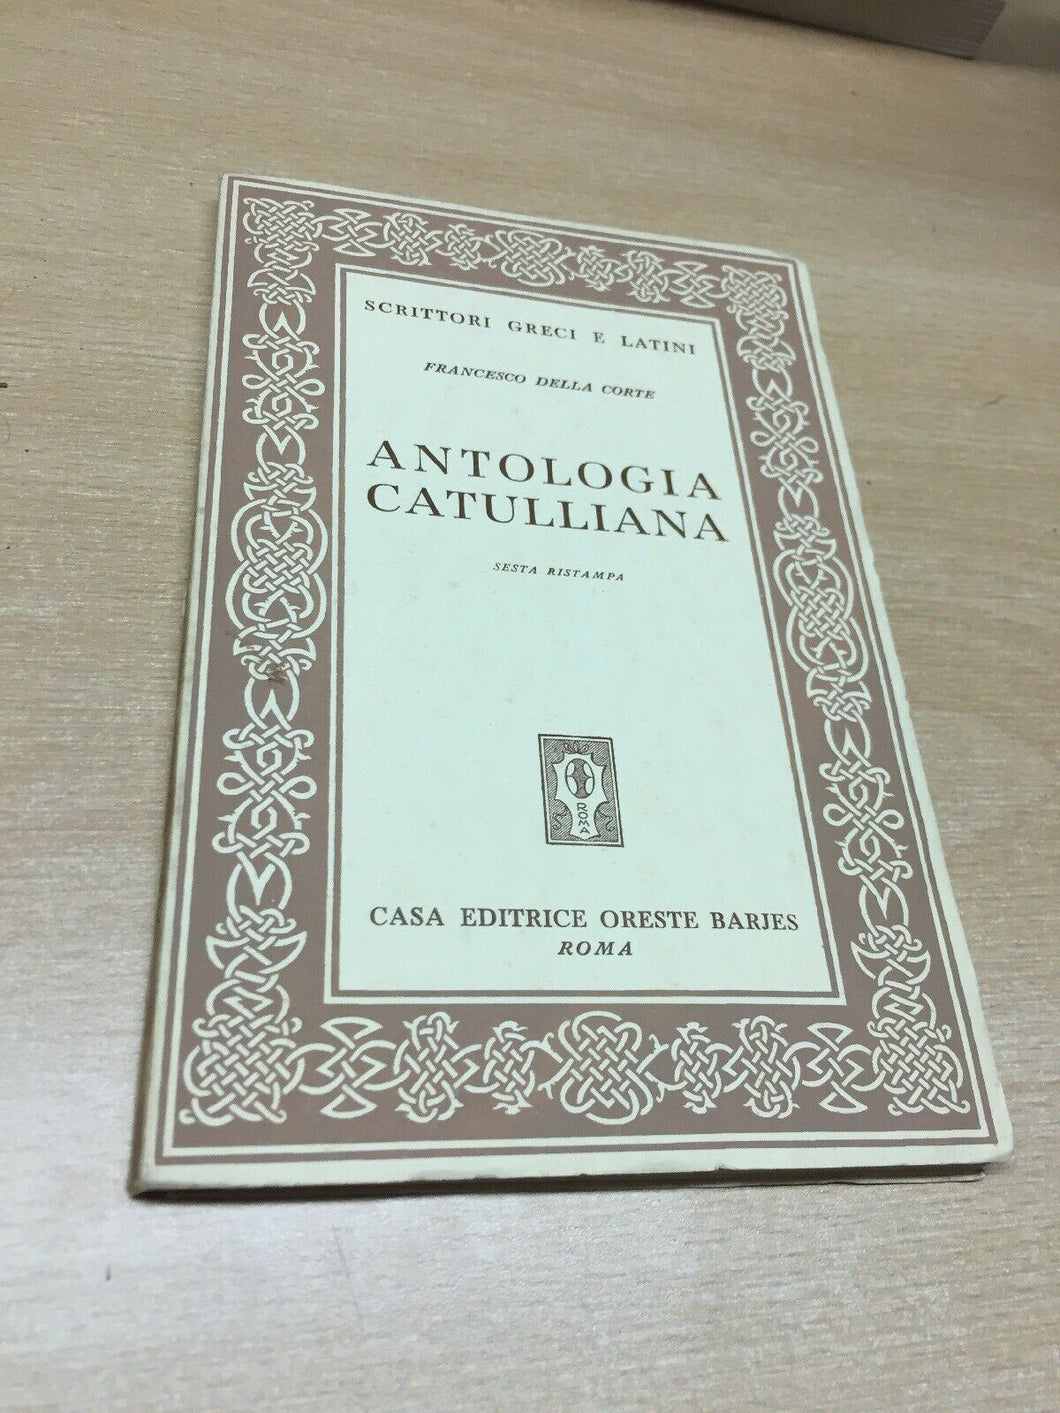 SCRITTORI GRECI E LATINI
FRANCESCO DELLA CORTE
ANTOLOGIA
CATULLIANA
SESTA RISTAMPA
ROMA
CASA EDITRICE ORESTE BARJES
ROMA